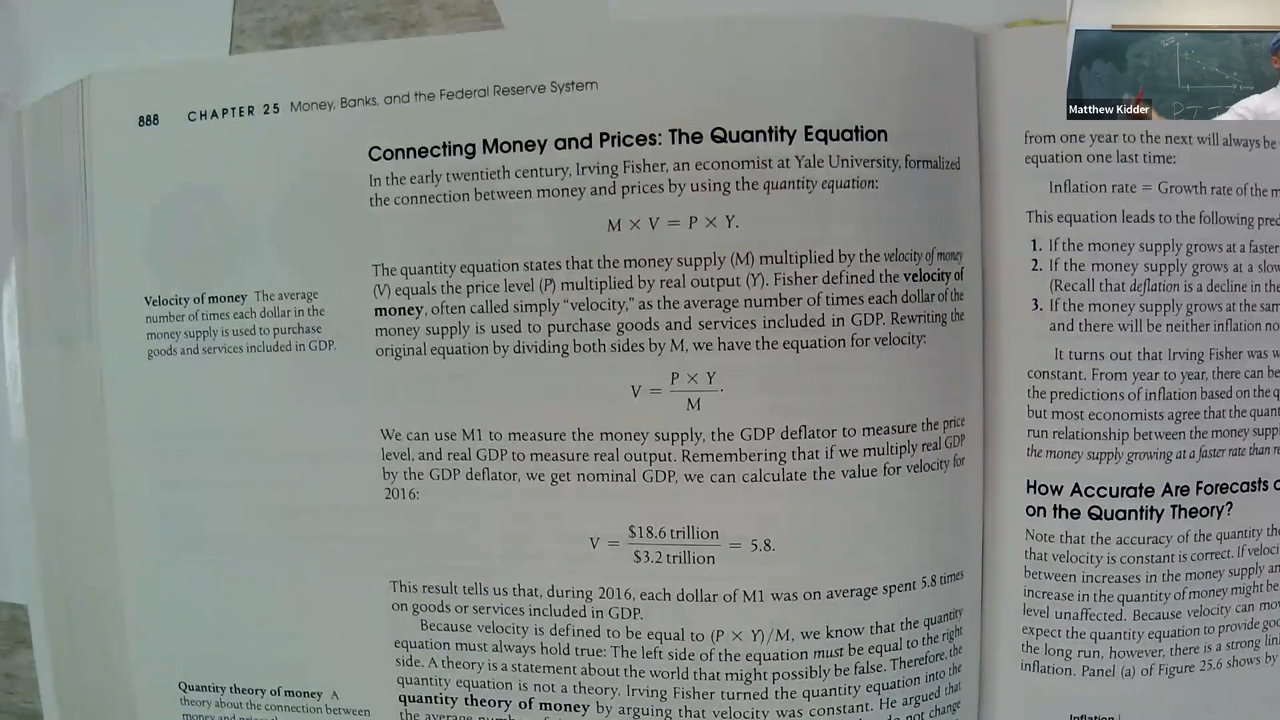 888 CHAPTER 25 Money, Banks, and the Federal Reserve System
Connecting Money and Prices: The Quantity Equation
In the early twentieth century, Irving Fisher, an economist at Yale University, formalized
the connection between money and prices by using the quantity equation:
M × V = P × Y.
The quantity equation states that the money supply (M) multiplied by the velocity of money
(V) equals the price level (P) multiplied by real output (Y). Fisher defined the velocity of
money, often called simply “velocity,” as the average number of times each dollar of the
money supply is used to purchase goods and services included in GDP. Rewriting the
original equation by dividing both sides by M, we have the equation for velocity:
V = P × Y
M.
We can use M1 to measure the money supply, the GDP deflator to measure the price
level, and real GDP to measure real output. Remembering that if we multiply real GDP
by the GDP deflator, we get nominal GDP, we can calculate the value for velocity for
2016:
V = $18.6 trillion
$3.2 trillion = 5.8.
This result tells us that, during 2016, each dollar of M1 was on average spent 5.8 times
on goods or services included in GDP.
Because velocity is defined to be equal to (P × Y)/M, we know that the quantity
equation must always hold true: The left side of the equation must be equal to the right
side. A theory is a statement about the world that might possibly be false. Therefore, the
quantity equation is not a theory. Irving Fisher turned the quantity equation into the
quantity theory of money by arguing that velocity was constant. He argued that
the average
not change
Velocity of money The average
number of times each dollar in the
money supply is used to purchase
goods and services included in GDP.
Quantity theory of money A
theory about the connection between
money and
Matthew Kidder
from one year to the next will always be
equation one last time:
Inflation rate = Growth rate of the
This equation leads to the following
1. If the money supply grows at a faster
2. If the money supply grows at a
(Recall that deflation is a decline in the
3. If the money supply grows at the
and there will be neither inflation
It turns out that Irving Fisher was
constant. From year to year, there can be
the predictions of inflation based on the
but most economists agree that the
run relationship between the money
the money supply growing at a faster rate than
How Accurate Are Forecasts
on the Quantity Theory?
Note that the accuracy of the quantity
that velocity is constant is correct. If
between increases in the money supply
increase in the quantity of money might be
level unaffected. Because velocity can
expect the quantity equation to provide
the long run, however, there is a strong
inflation. Panel (a) of Figure 25.6 shows by
Inflation